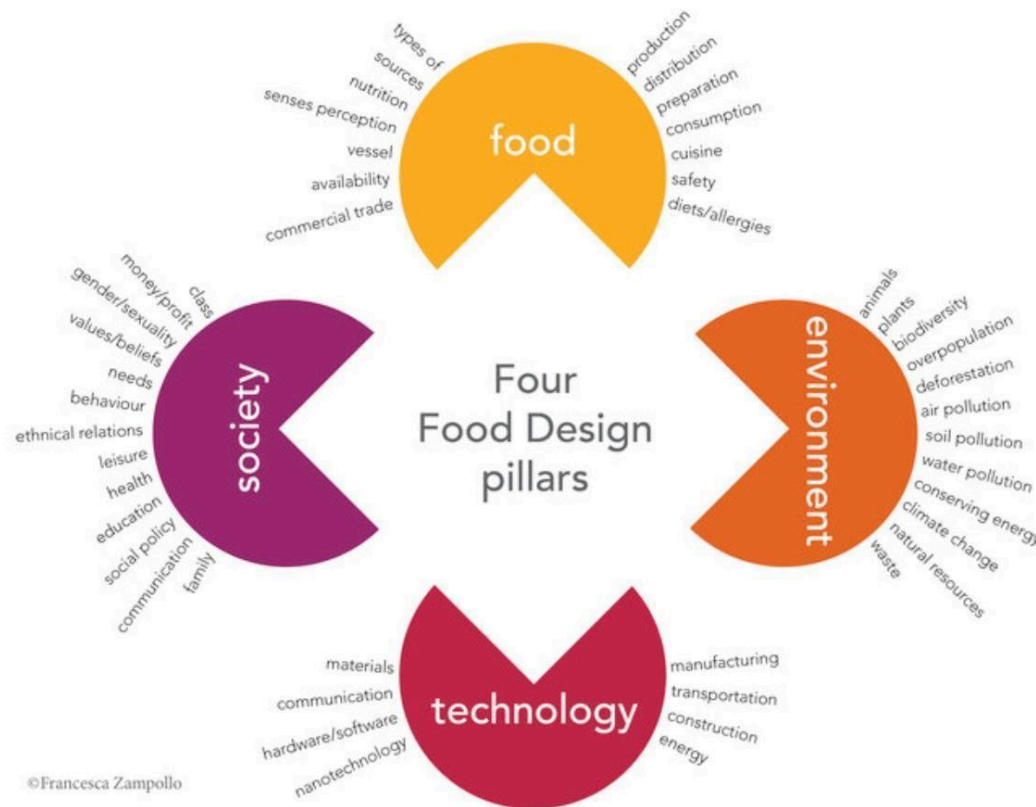 types of
sources
nutrition
senses perception
vessel
availability
commercial trade
food
production
distribution
preparation
consumption
cuisine
safety
diets/allergies
class
money/profit
gender/sexuality
values/beliefs
needs
behaviour
ethnical relations
leisure
health
education
social policy
communication
family
society
Four
Food Design
pillars
environment
animals
plants
biodiversity
overpopulation
deforestation
air pollution
soil pollution
water pollution
conserving energy
climate change
natural resources
waste
materials
communication
hardware/software
nanotechnology
technology
manufacturing
transportation
construction
energy
©Francesca Zampollo